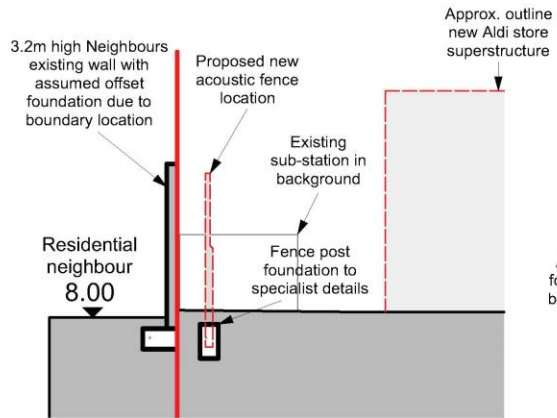 Approx. outline
new Aldi store
superstructure
3.2m high Neighbours
existing wall with
assumed offset
foundation due to
boundary location
Proposed new
acoustic fence
location
Existing
sub-station in
background
Residential
neighbour
8.00
Fence post
foundation to
specialist details